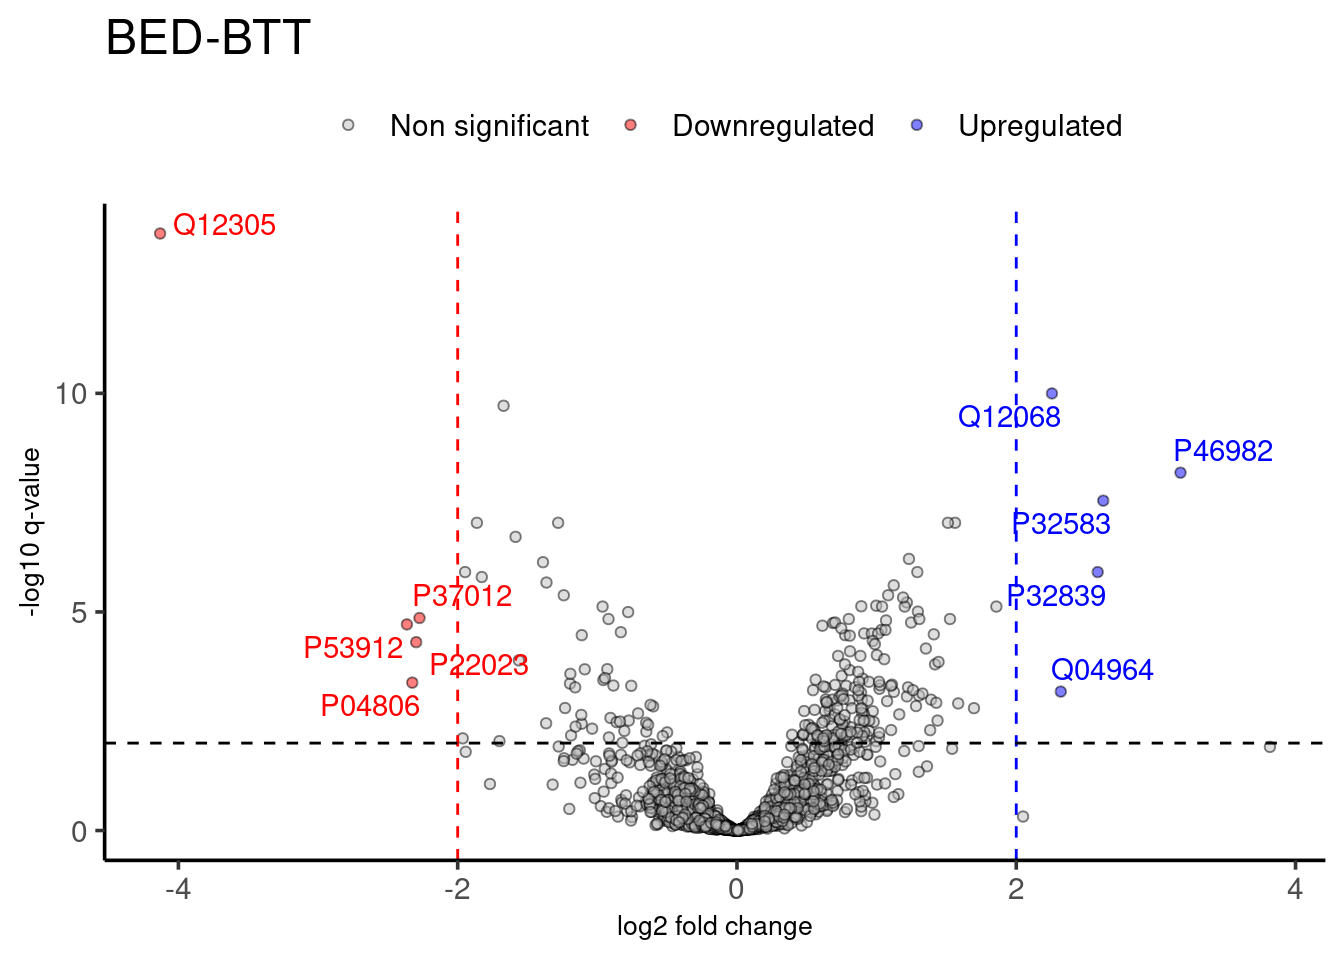 BED-BTT
Non significant Downregulated Upregulated
Q12305
10
Q12068
P46982
P32583
-log10 q-value
P37012
P32839
5
P53912
P22023
Q04964
P04806
0
-4 -2 0 2 4
log2 fold change